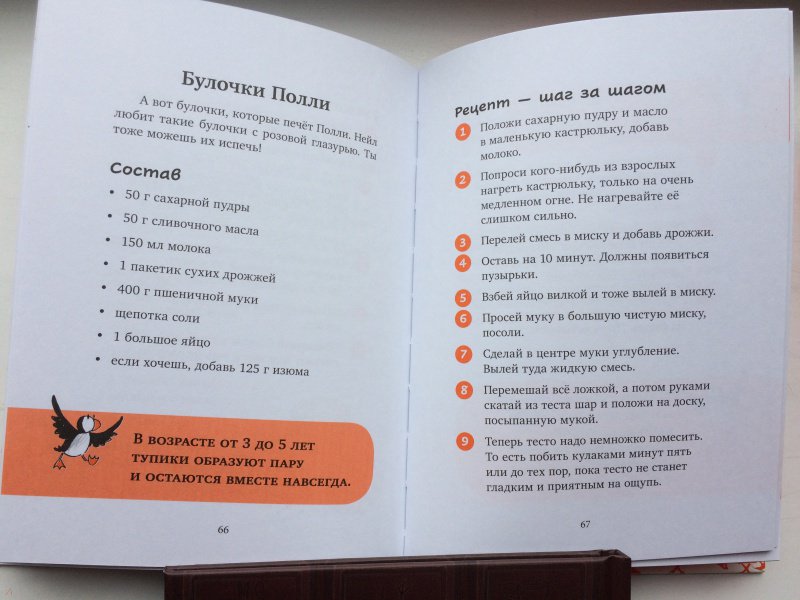 Булочки Полли
А вот булочки, которые печёт Полли. Нейл
любит такие булочки с розовой глазурью. Ты
тоже можешь их испечь!
Состав
• 50 г сахарной пудры
• 50 г сливочного масла
• 150 мл молока
• 1 пакетик сухих дрожжей
• 400 г пшеничной муки
• щепотка соли
• 1 большое яйцо
• если хочешь, добавь 125 г изюма
В возрасте от 3 до 5 лет
тупики образуют пару
и остаются вместе навсегда.
66
Рецепт — шаг за шагом
1 Положи сахарную пудру и масло
в маленькую кастрюльку, добавь
молоко.
2 Попроси кого-нибудь из взрослых
нагреть кастрюльку, только на очень
медленном огне. Не нагревайте её
слишком сильно.
3 Перелей смесь в миску и добавь дрожжи.
4 Оставь на 10 минут. Должны появиться
пузырьки.
5 Взбей яйцо вилкой и тоже вылей в миску.
6 Просей муку в большую чистую миску,
посоли.
7 Сделай в центре муки углубление.
Вылей туда жидкую смесь.
8 Перемешай всё ложкой, а потом руками
скатай из теста шар и положи на доску,
посыпанную мукой.
9 Теперь тесто надо немножко помесить.
То есть побить кулаками минут пять
или до тех пор, пока тесто не станет
гладким и приятным на ощупь.
67